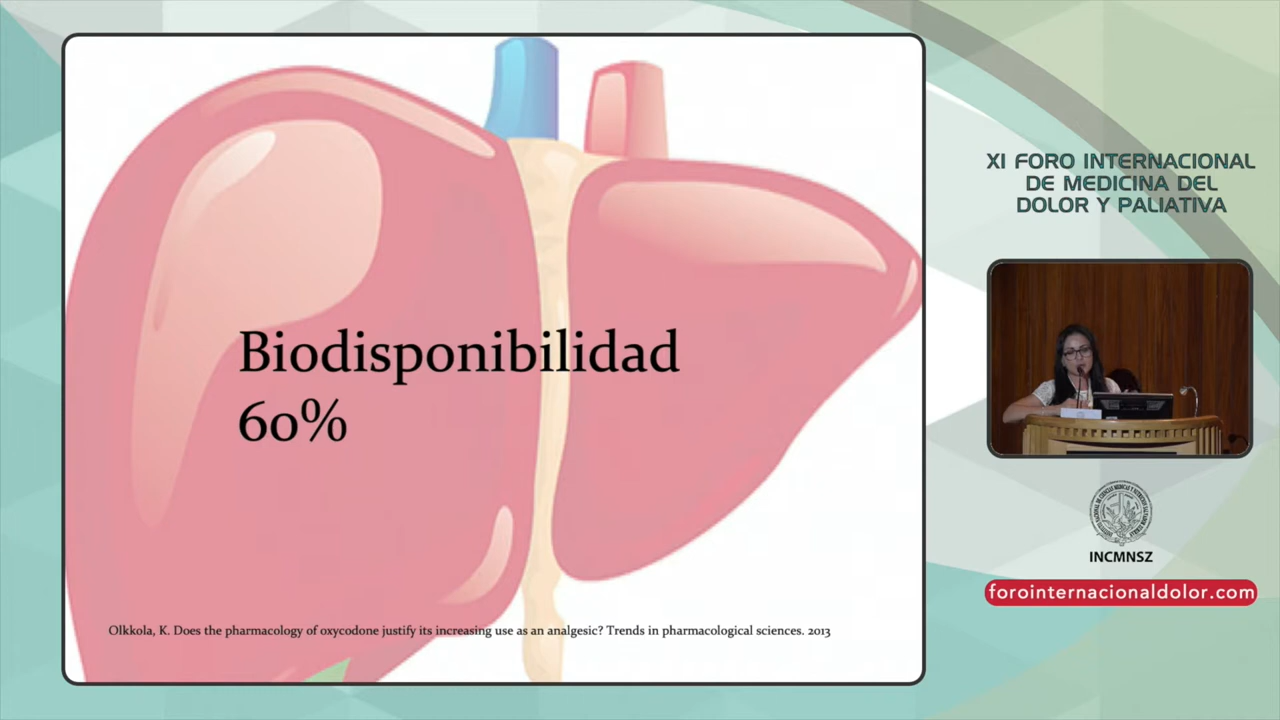 Biodisponibilidad
60%
Olkkola, K. Does the pharmacology of oxycodone justify its increasing use as an analgesic? Trends in pharmacological sciences. 2013
XI FORO INTERNACIONAL
DE MEDICINA DEL
DOLOR Y PALIATIVA
INCMNSZ
forointernacionaldolor.com